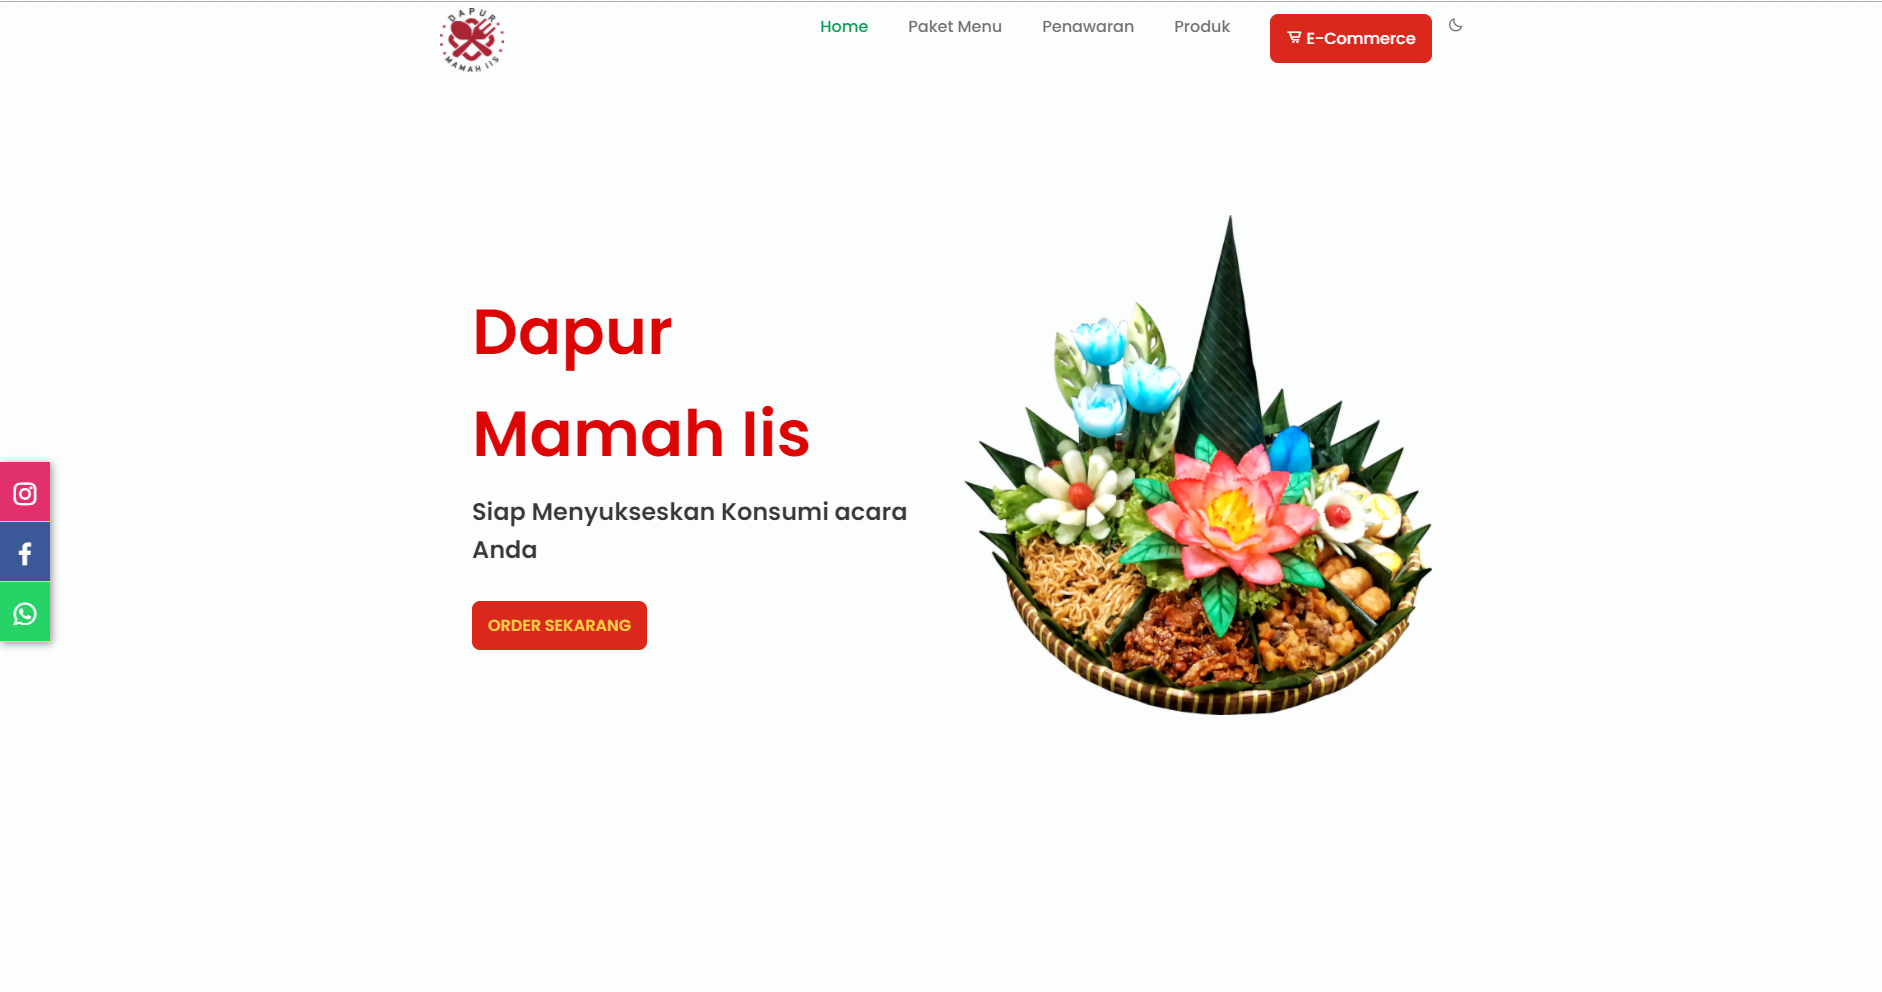 DAPUR
MAMAH IIS
Home
Paket Menu
Penawaran
Produk
E-Commerce
Dapur
Mamah Iis
Siap Menyukseskan Konsumi acara
Anda
ORDER SEKARANG